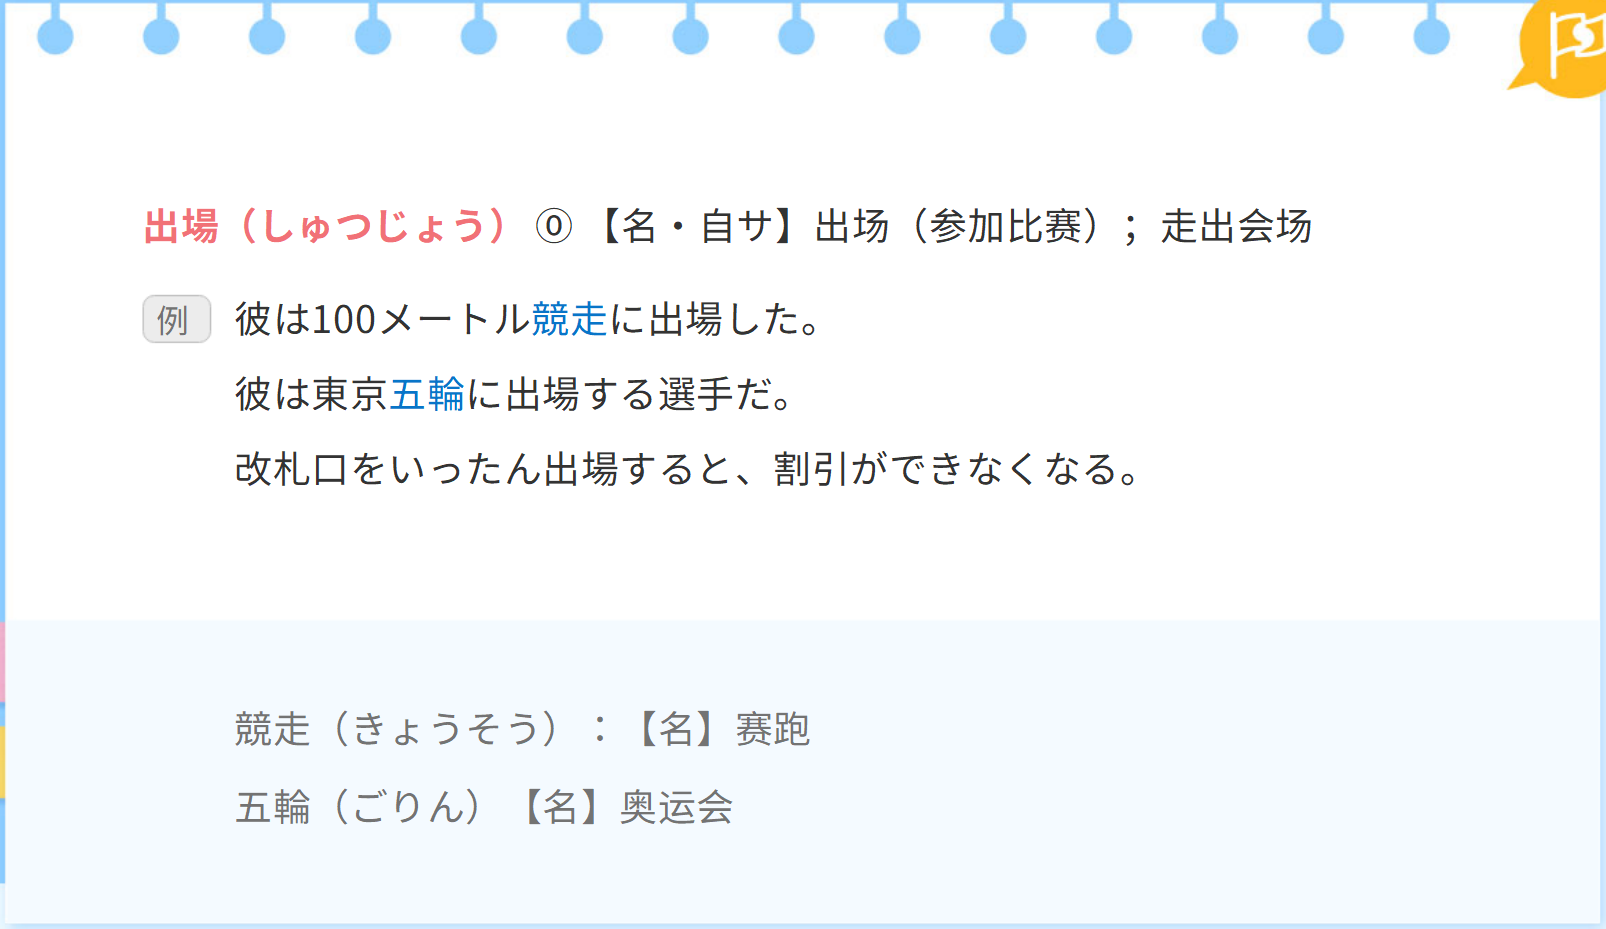 出場（しゅつじょう） ⓪ 【名・自サ】出场（参加比赛）；走出会场
例 彼は100メートル競走に出場した。
彼は東京五輪に出場する選手だ。
改札口をいったん出場すると、割引ができなくなる。
競走（きょうそう）：【名】赛跑
五輪（ごりん）【名】奥运会